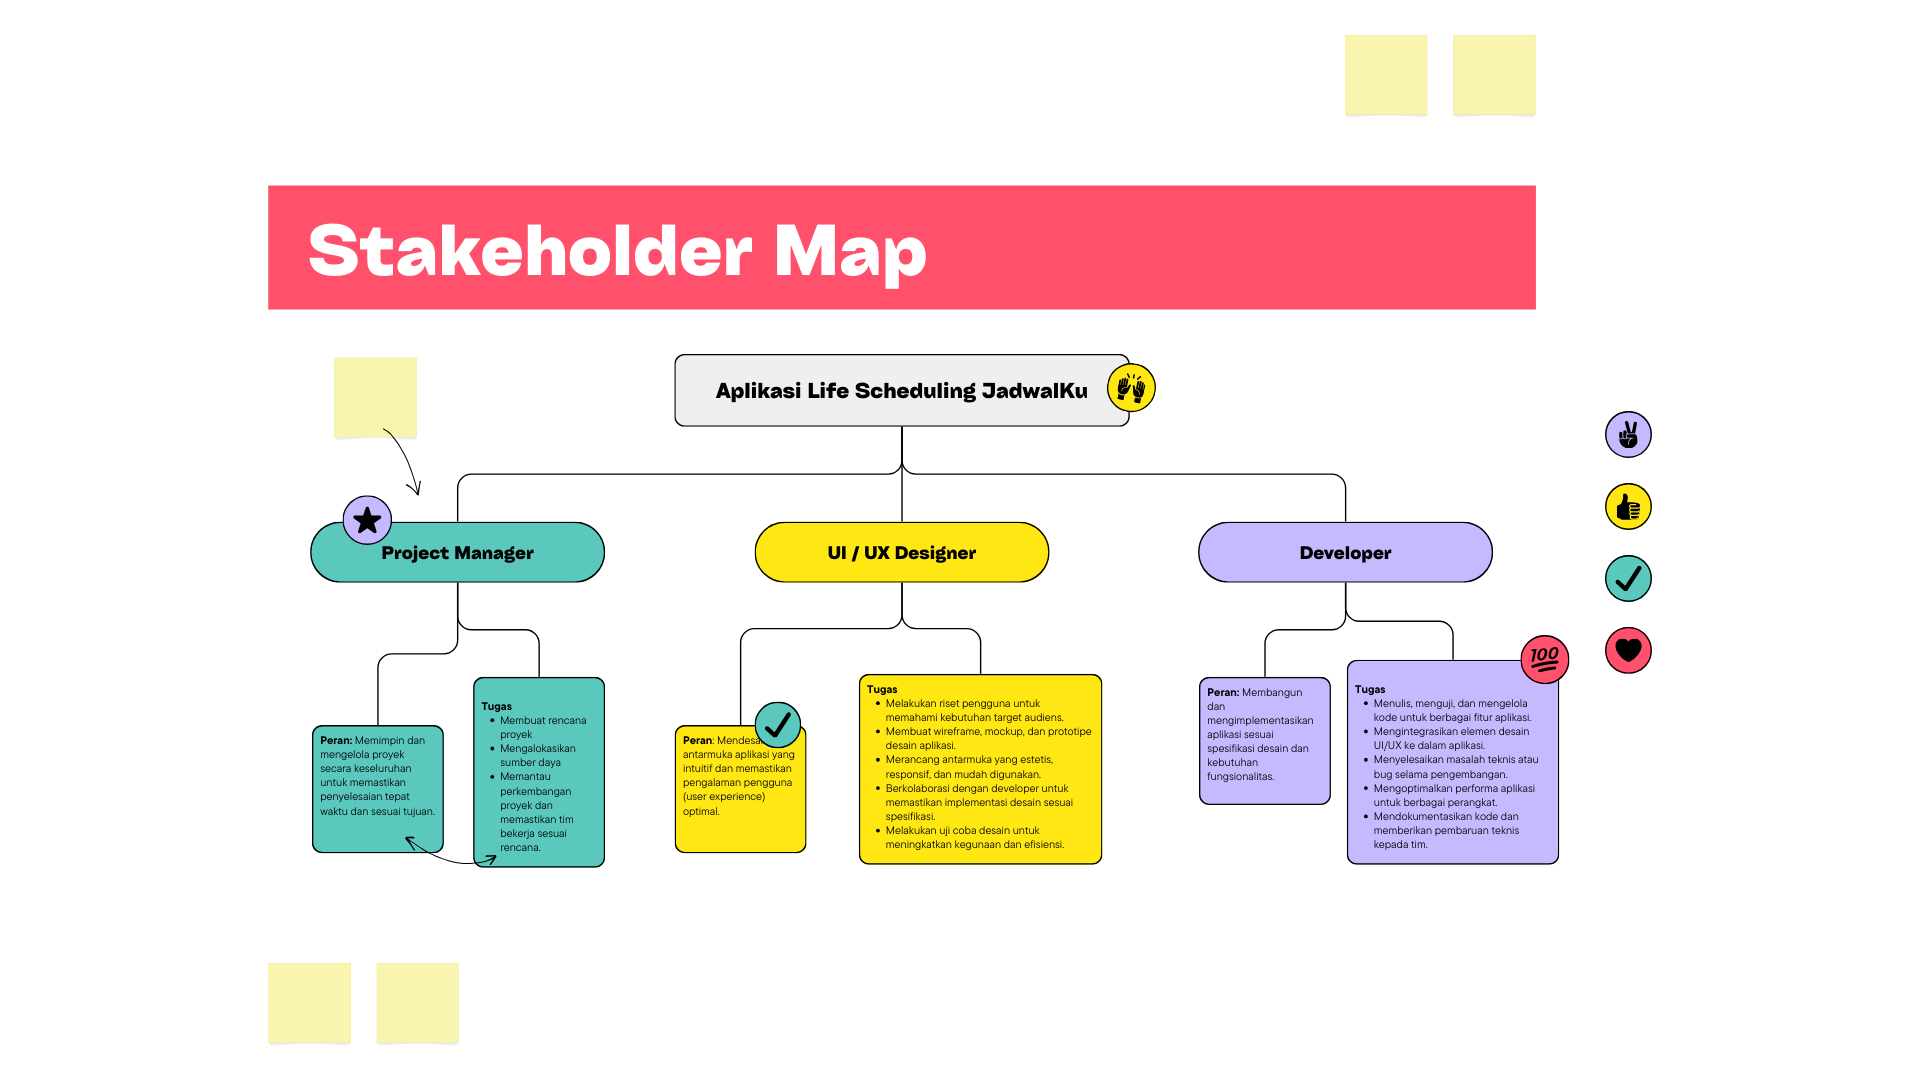 Stakeholder Map
Aplikasi Life Scheduling JadwalKu
Project Manager
UI / UX Designer
Developer
Peran: Memimpin dan
mengelola proyek
secara keseluruhan
untuk memastikan
penyelesaian tepat
waktu dan sesuai tujuan.
Tugas
• Membuat rencana
proyek
• Mengalokasikan
sumber daya
• Memantau
perkembangan
proyek dan
memastikan tim
bekerja sesuai
rencana.
Peran: 
antarmuka aplikasi yang
intuitif dan memastikan
pengalaman pengguna
(user experience)
optimal.
Tugas
• Melakukan riset pengguna untuk
memahami kebutuhan target audiens.
• Membuat wireframe, mockup, dan prototipe
desain aplikasi.
• Merancang antarmuka yang estetis,
responsif, dan mudah digunakan.
• Berkolaborasi dengan developer untuk
memastikan implementasi desain sesuai
spesifikasi.
• Melakukan uji coba desain untuk
meningkatkan kegunaan dan efisiensi.
Peran: Membangun
dan
mengimplementasikan
aplikasi sesuai
spesifikasi desain dan
kebutuhan
fungsionalitas.
Tugas
• Menulis, menguji, dan mengelola
kode untuk berbagai fitur aplikasi.
• Mengintegrasikan elemen desain
UI/UX ke dalam aplikasi.
• Menyelesaikan masalah teknis atau
bug selama pengembangan.
• Mengoptimalkan performa aplikasi
untuk berbagai perangkat.
• Mendokumentasikan kode dan
memberikan pembaruan teknis
kepada tim.
100